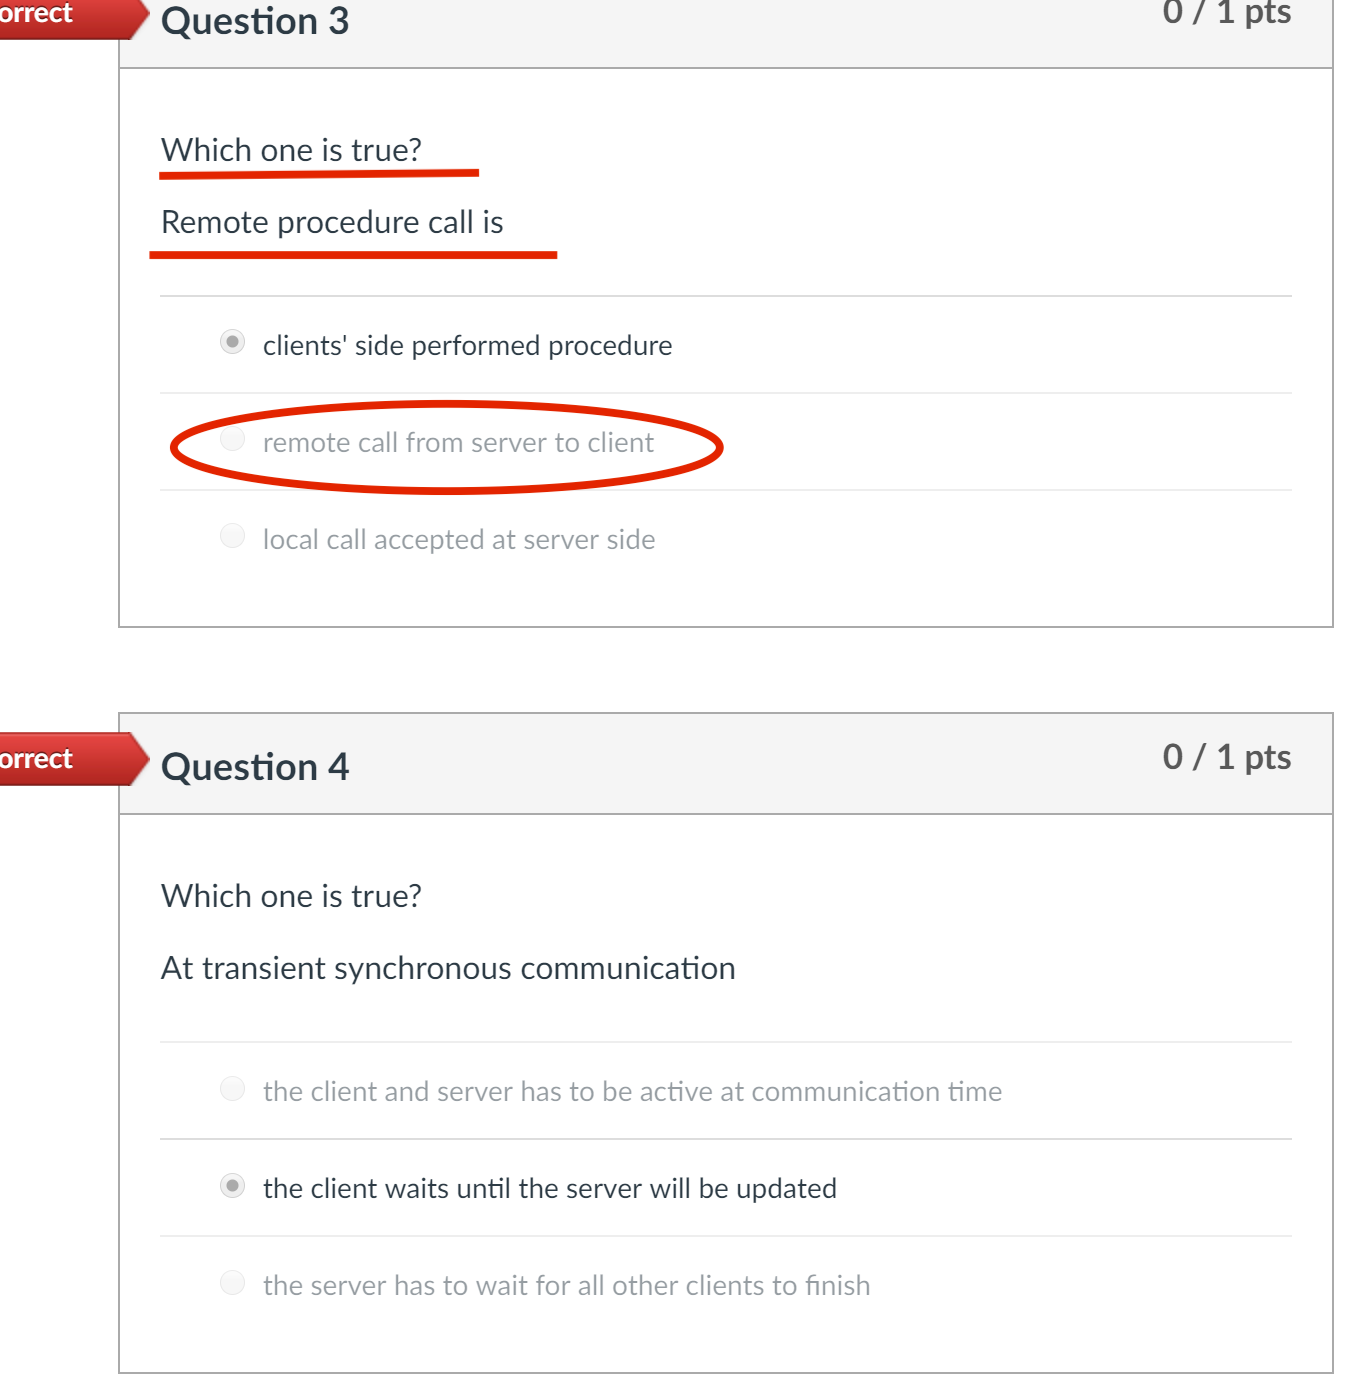 orrect
Question 3
0 / 1 pts
Which one is true?
Remote procedure call is
clients' side performed procedure
remote call from server to client
local call accepted at server side
orrect
Question 4
0 / 1 pts
Which one is true?
At transient synchronous communication
the client and server has to be active at communication time
the client waits until the server will be updated
the server has to wait for all other clients to finish